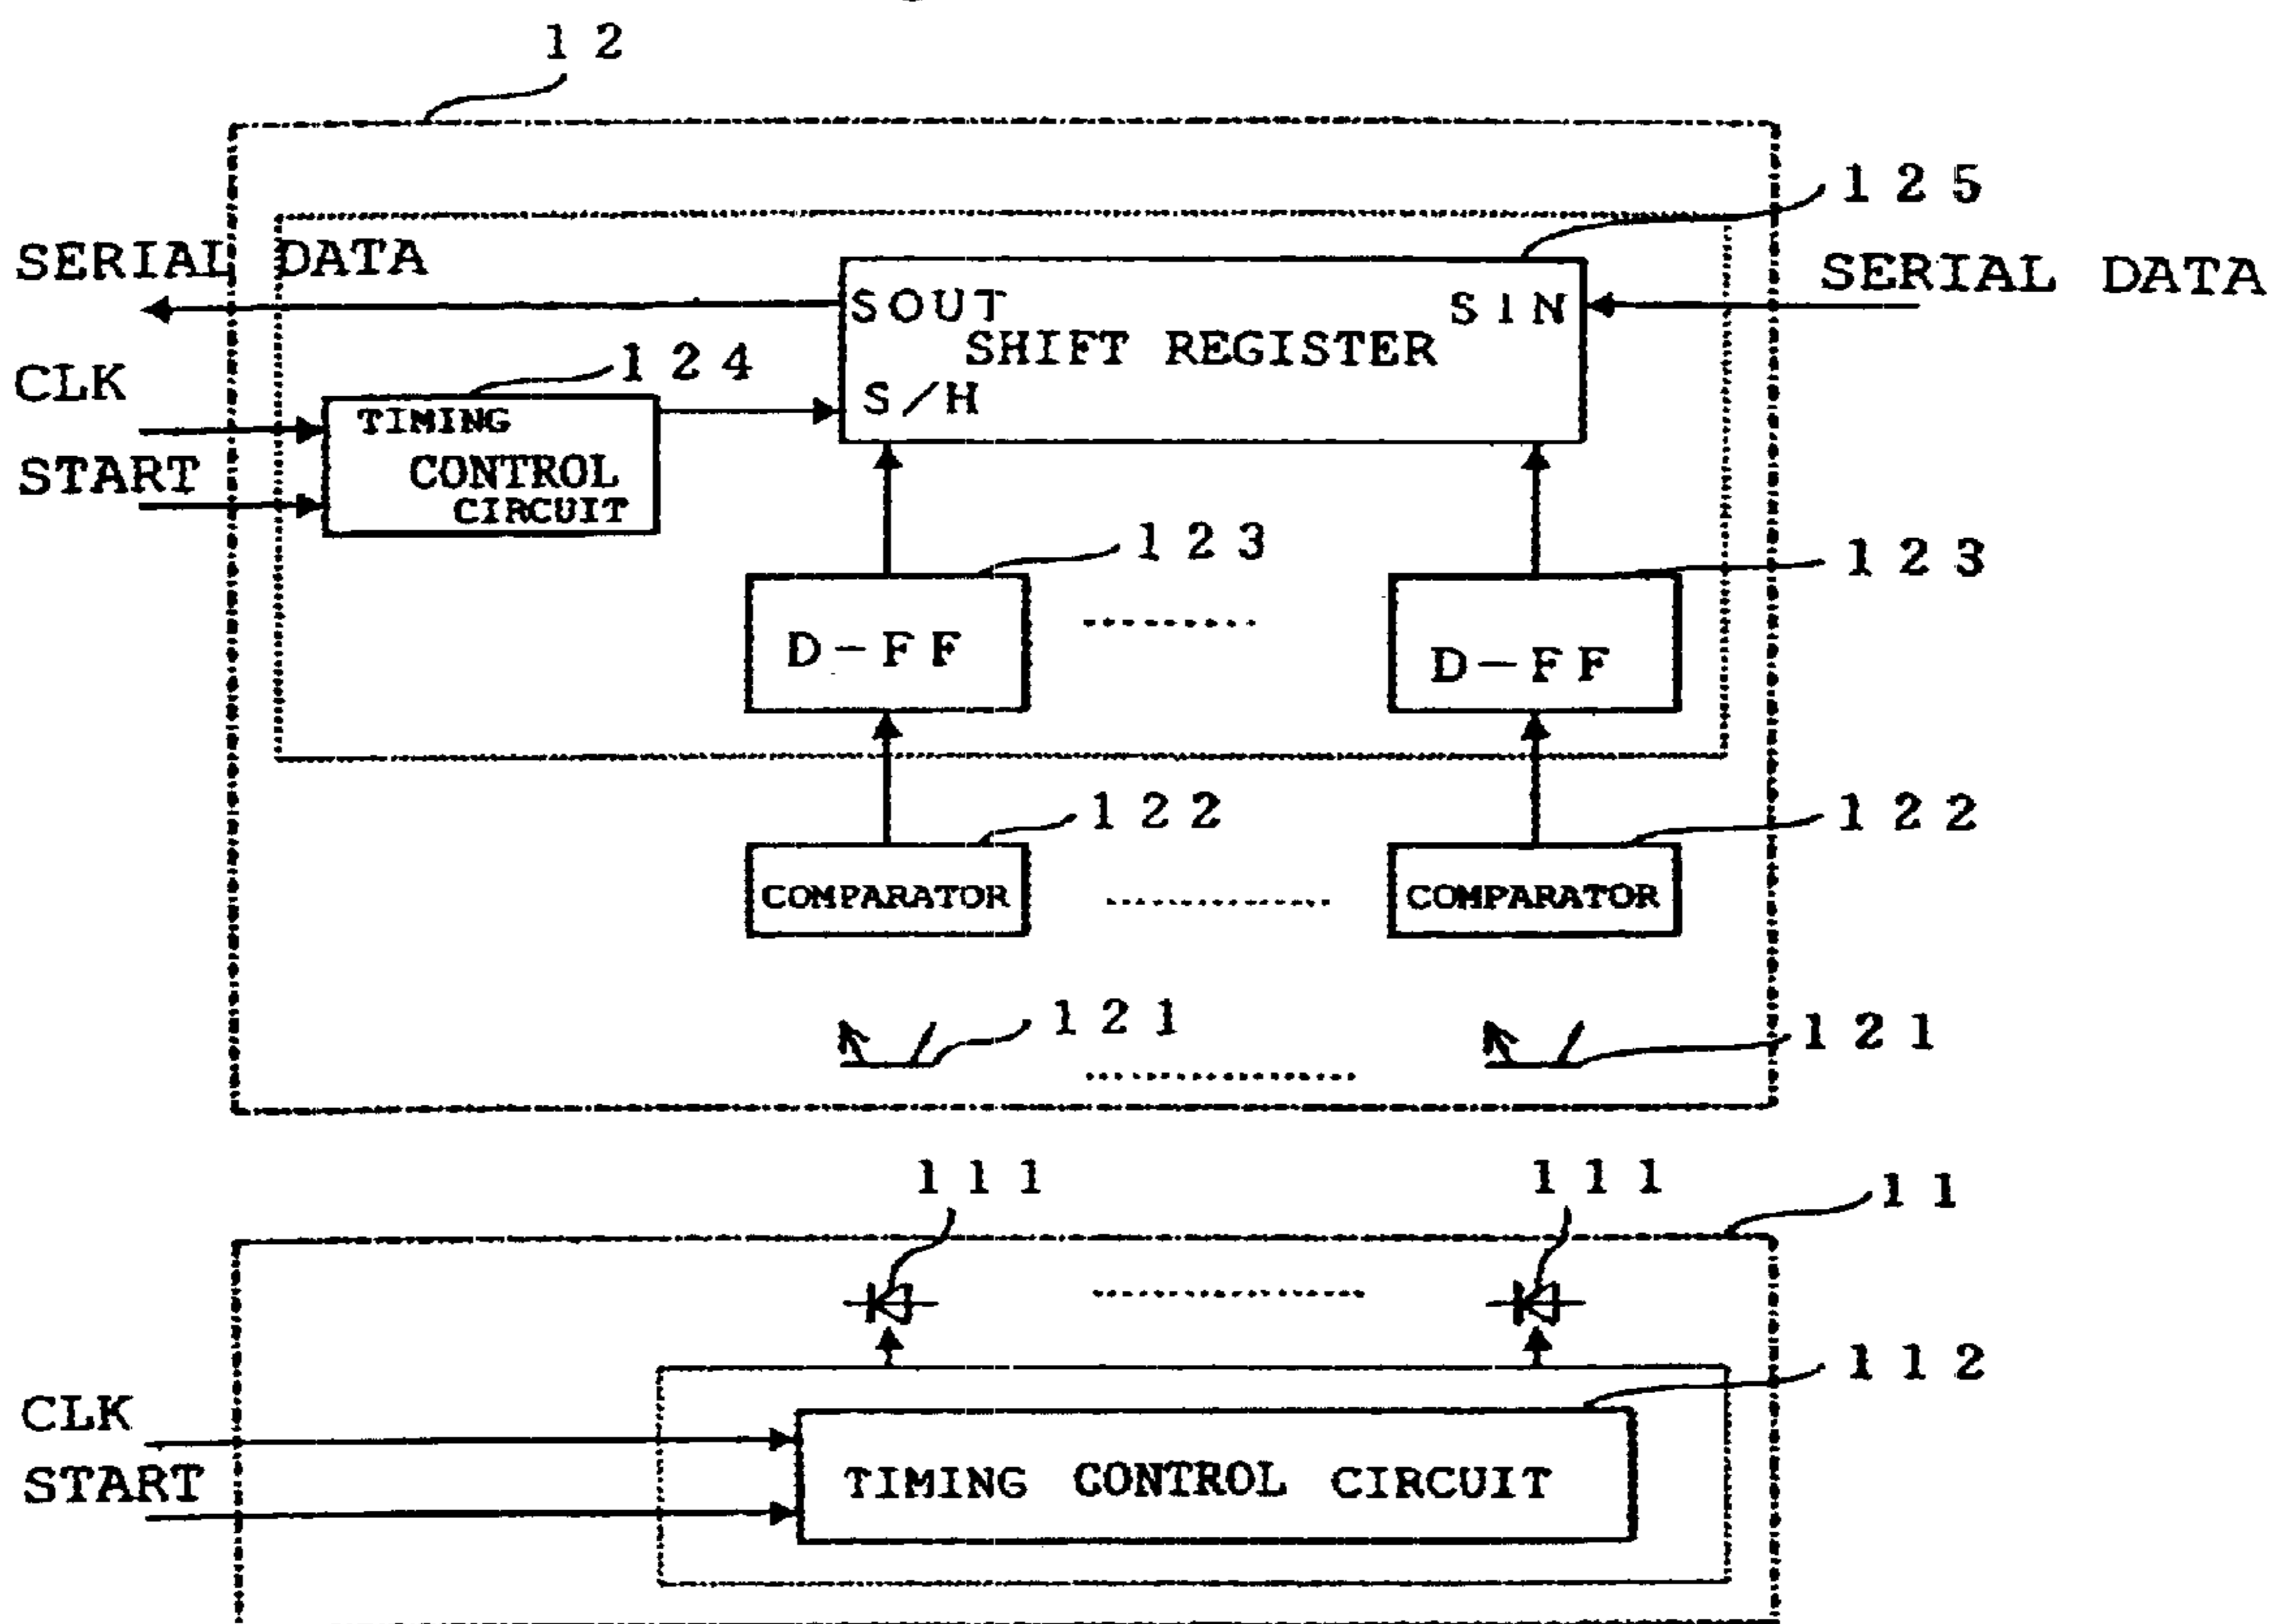 12
125
SERIAL DATA
SERIAL DATA
SOUT
SIN
SHIFT REGISTER
S/H
CLK
124
TIMING
CONTROL
CIRCUIT
START
123
123
D-FF
D-FF
122
122
COMPARATOR
COMPARATOR
121
121
111
111
11
112
CLK
START
TIMING CONTROL CIRCUIT